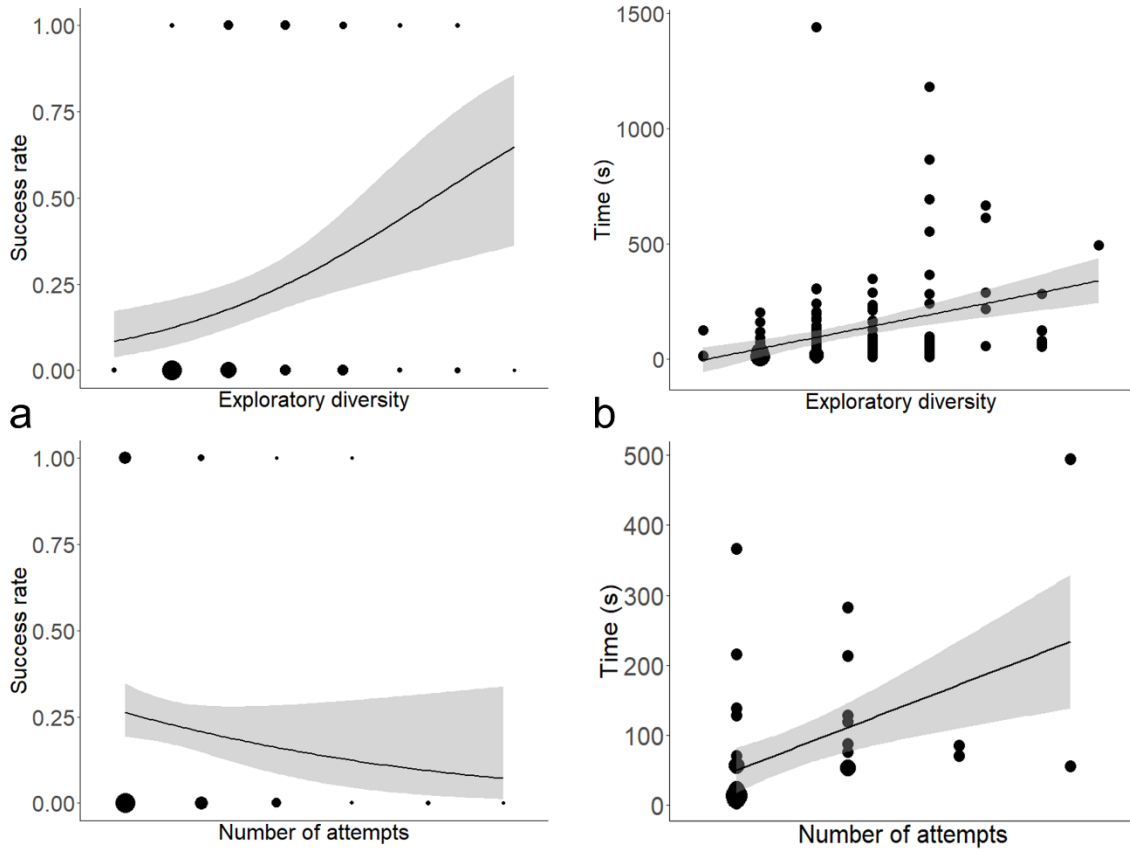 1.00
0.75
0.50
0.25
0.00
Success rate
Exploratory diversity
a
1500
1000
500
0
Time (s)
Exploratory diversity
b
1.00
0.75
0.50
0.25
0.00
Success rate
Number of attempts
500
400
300
200
100
0
Time (s)
Number of attempts